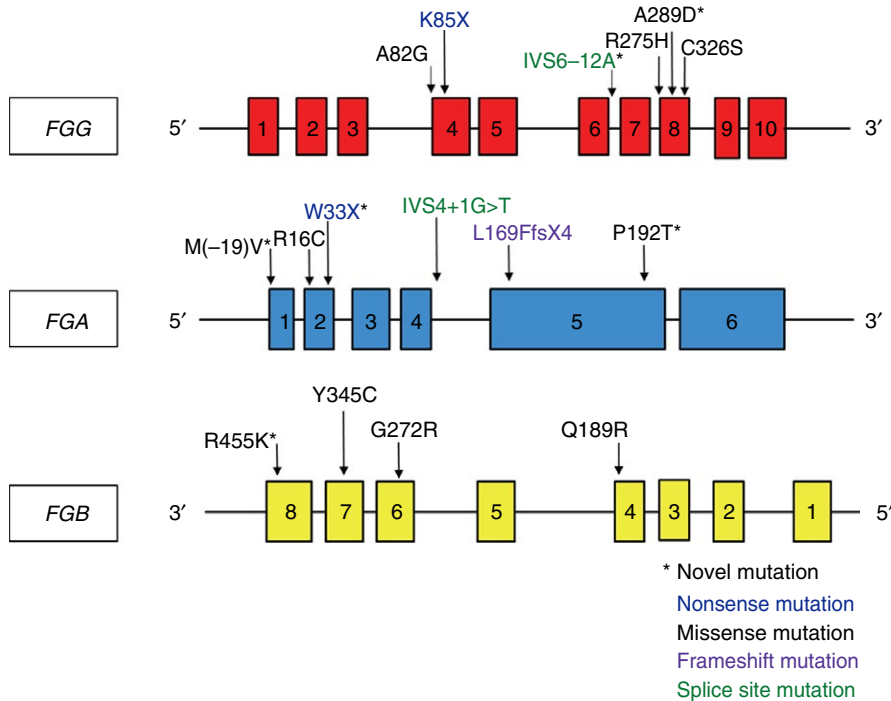 K85X
A289D*
A82G
R275H
C326S
IVS6–12A*
FGG
5′
1
2
3
4
5
6
7
8
9
10
3′
W33X*
IVS4+1G>T
M(–19)V*
R16C
L169FfsX4
P192T*
FGA
5′
1
2
3
4
5
6
3′
Y345C
R455K*
G272R
Q189R
FGB
3′
8
7
6
5
4
3
2
1
5′
* Novel mutation
Nonsense mutation
Missense mutation
Frameshift mutation
Splice site mutation